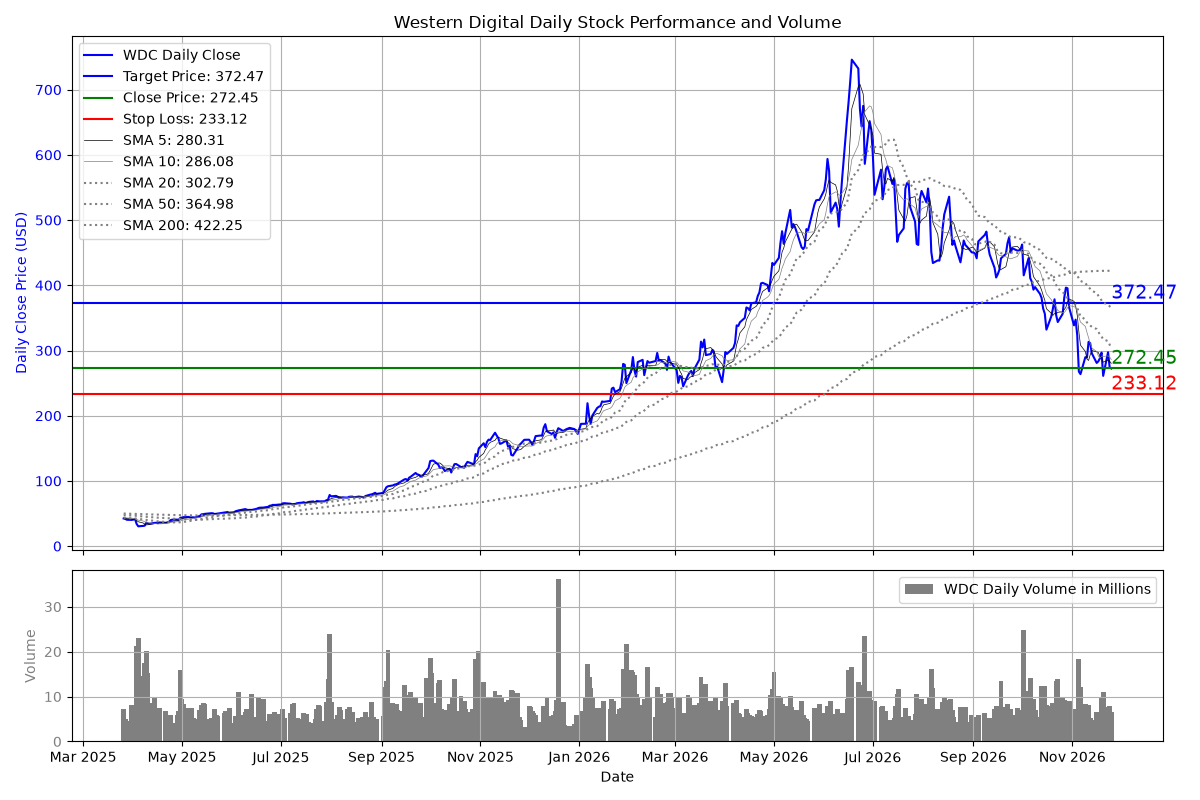 Western Digital Daily Stock Performance and Volume
WDC Daily Close
Target Price: 372.47
Close Price: 272.45
Stop Loss: 233.12
SMA 5: 280.31
SMA 10: 286.08
SMA 20: 302.79
SMA 50: 364.98
SMA 200: 422.25
Daily Close Price (USD)
700
600
500
400
300
200
100
0
372.47
272.45
233.12
WDC Daily Volume in Millions
Volume
30
20
10
0
Mar 2025 May 2025 Jul 2025 Sep 2025 Nov 2025 Jan 2026 Mar 2026 May 2026 Jul 2026 Sep 2026 Nov 2026
Date